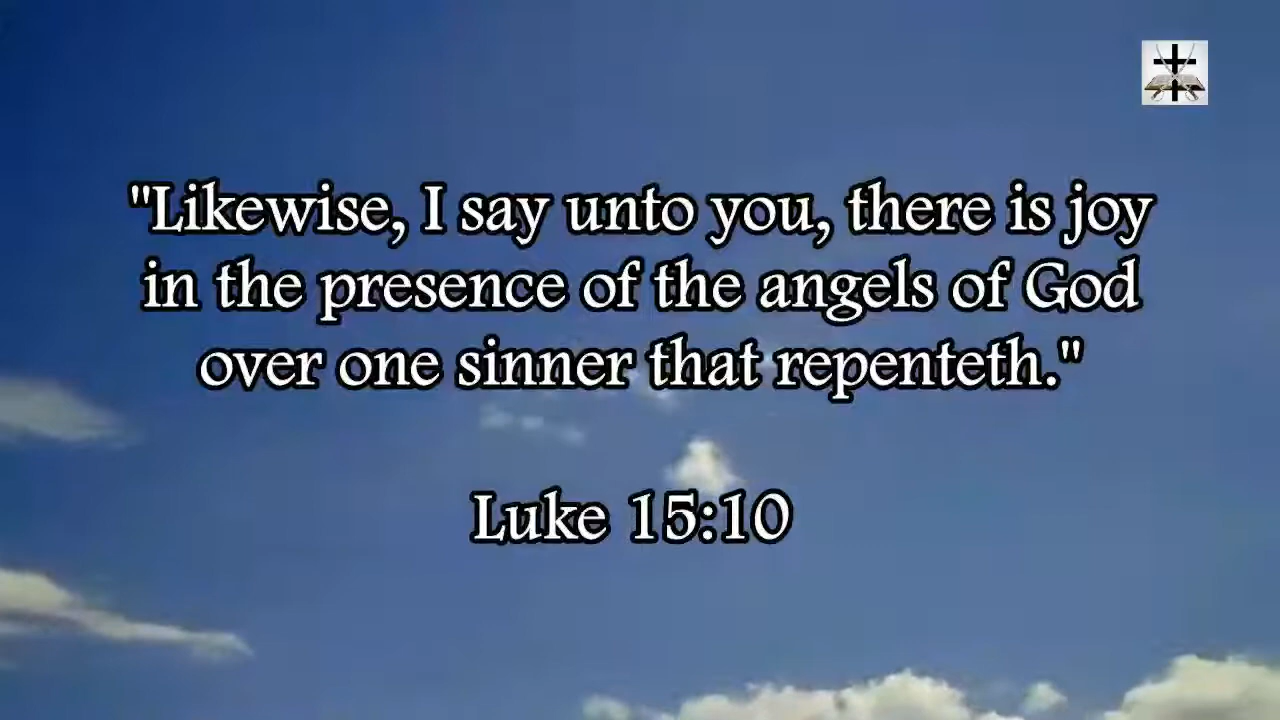 "Likewise, I say unto you, there is joy
in the presence of the angels of God
over one sinner that repenteth."
Luke 15:10